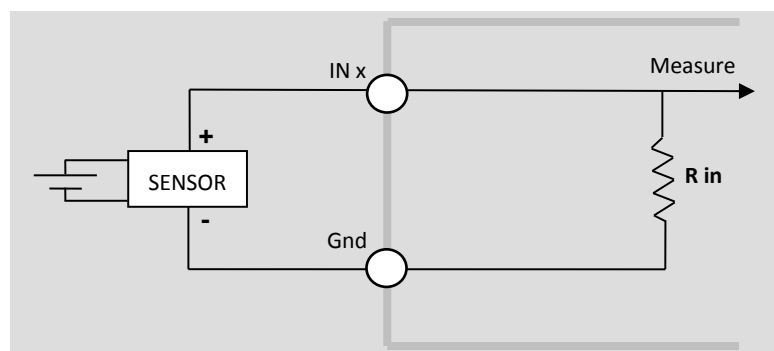 IN x
Measure
+
SENSOR
R in
-
Gnd